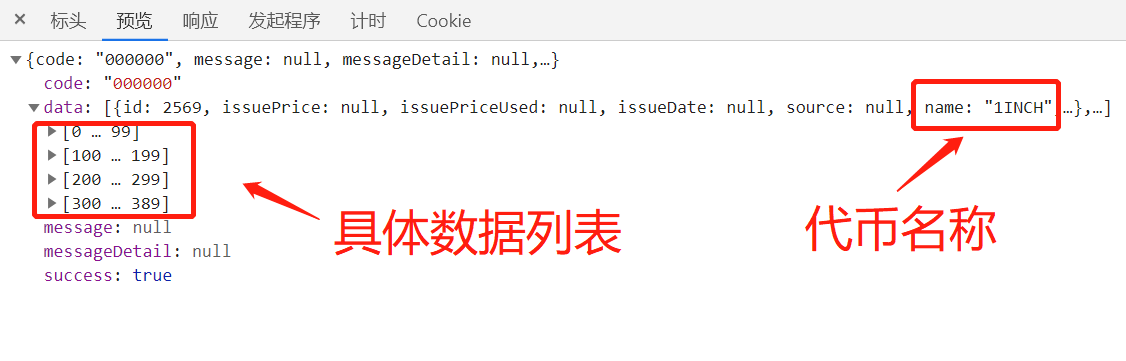 × 标头 预览 响应 发起程序 计时 Cookie
▼{code: "000000", message: null, messageDetail: null,…}
code: "000000"
▼data: [{id: 2569, issuePrice: null, issuePriceUsed: null, issueDate: null, source: null, name: "1INCH",…},…]
▶[0 … 99]
▶[100 … 199]
▶[200 … 299]
▶[300 … 389]
message: null
messageDetail: null
success: true
具体数据列表
代币名称